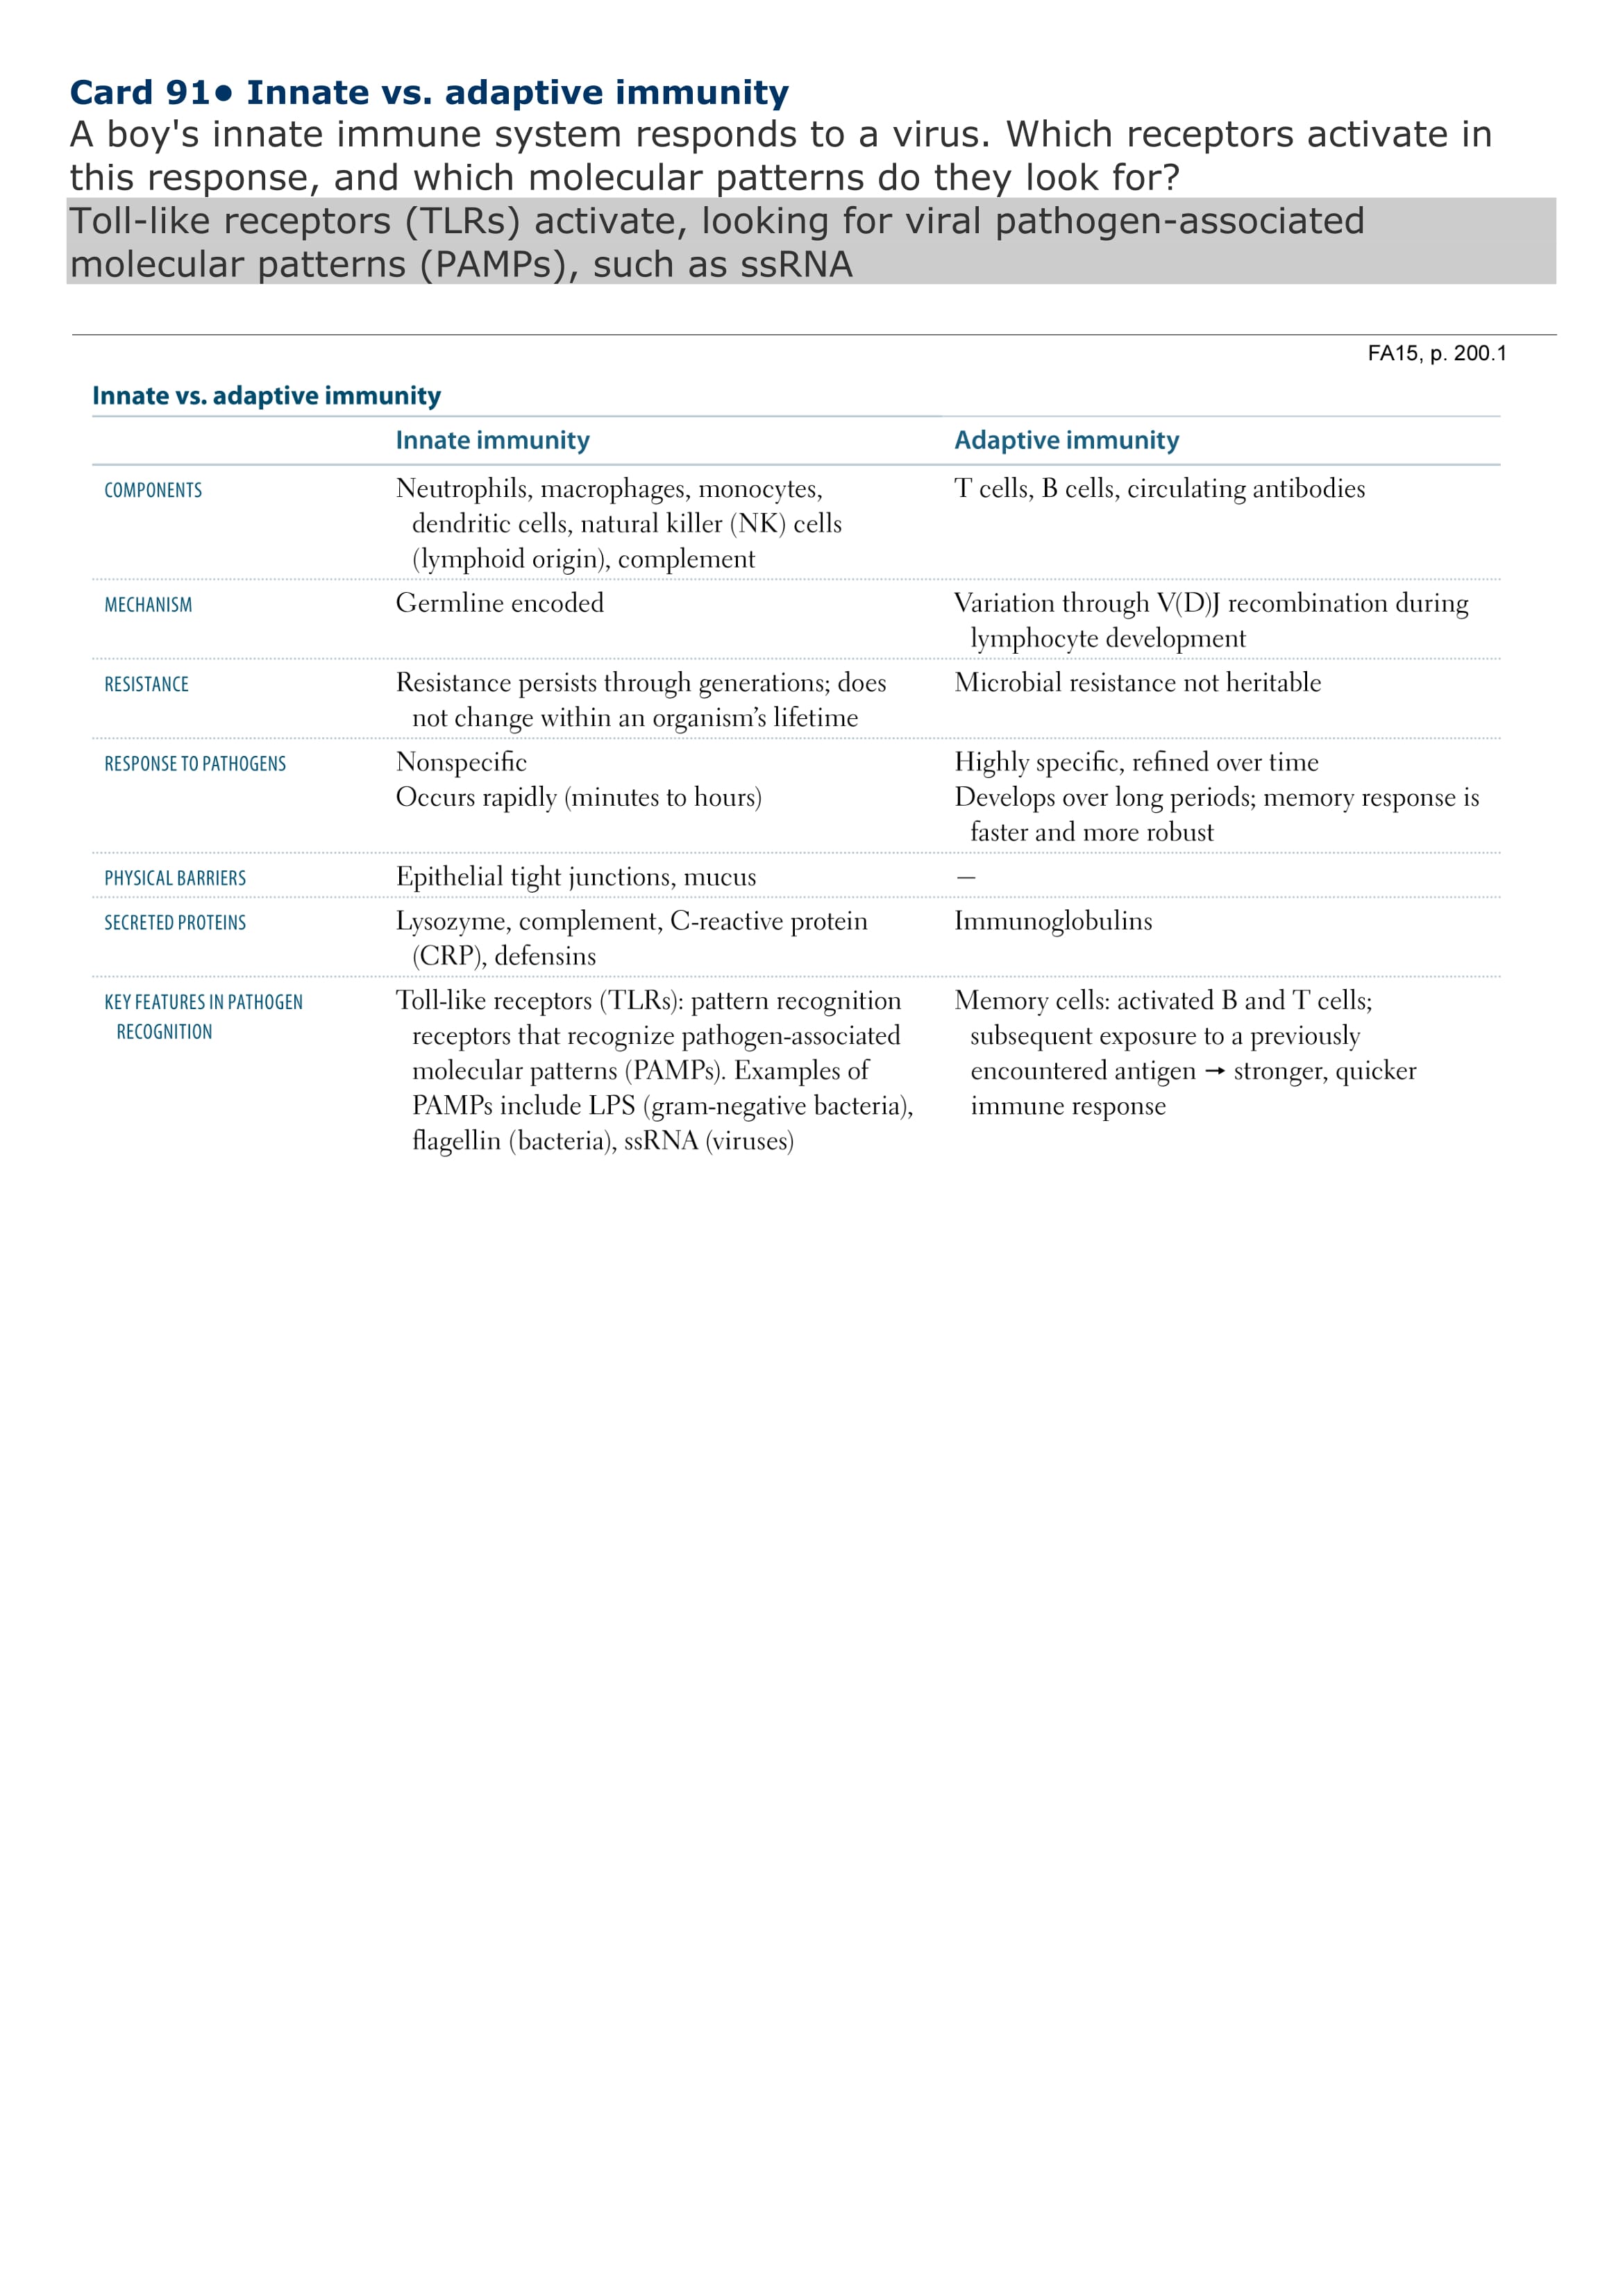 Card 91• Innate vs. adaptive immunity
A boy's innate immune system responds to a virus. Which receptors activate in
this response, and which molecular patterns do they look for?
Toll-like receptors (TLRs) activate, looking for viral pathogen-associated
molecular patterns (PAMPs), such as ssRNA
FA15, p. 200.1
Innate vs. adaptive immunity
Innate immunity Adaptive immunity
COMPONENTS Neutrophils, macrophages, monocytes, T cells, B cells, circulating antibodies
dendritic cells, natural killer (NK) cells
(lymphoid origin), complement
MECHANISM Germline encoded Variation through V(D)J recombination during
lymphocyte development
RESISTANCE Resistance persists through generations; does Microbial resistance not heritable
not change within an organism’s lifetime
RESPONSE TO PATHOGENS Nonspecific Highly specific, refined over time
Occurs rapidly (minutes to hours) Develops over long periods; memory response is
faster and more robust
PHYSICAL BARRIERS Epithelial tight junctions, mucus —
SECRETED PROTEINS Lysozyme, complement, C-reactive protein Immunoglobulins
(CRP), defensins
KEY FEATURES IN PATHOGEN Toll-like receptors (TLRs): pattern recognition Memory cells: activated B and T cells;
RECOGNITION receptors that recognize pathogen-associated subsequent exposure to a previously
molecular patterns (PAMPs). Examples of encountered antigen → stronger, quicker
PAMPs include LPS (gram-negative bacteria), immune response
flagellin (bacteria), ssRNA (viruses)